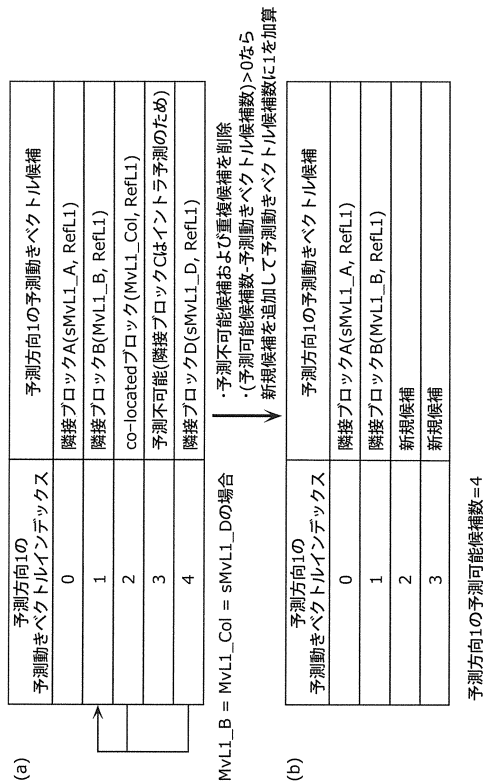 (a)
予測方向1の
予測動きベクトルインデックス
予測方向1の予測動きベクトル候補
0
隣接ブロックA(sMvL1_A, RefL1)
1
隣接ブロックB(MvL1_B, RefL1)
2
co-locatedブロック(MvL1_Col, RefL1)
3
予測不可能(隣接ブロックCはイントラ予測のため)
4
隣接ブロックD(sMvL1_D, RefL1)
MvL1_B = MvL1_Col = sMvL1_Dの場合
・予測不可能候補および重複候補を削除
・(予測可能候補数-予測動きベクトル候補数)>0なら
新規候補を追加して予測動きベクトル候補数に1を加算
(b)
予測方向1の
予測動きベクトルインデックス
予測方向1の予測動きベクトル候補
0
隣接ブロックA(sMvL1_A, RefL1)
1
隣接ブロックB(MvL1_B, RefL1)
2
新規候補
3
新規候補
予測方向1の予測可能候補数=4